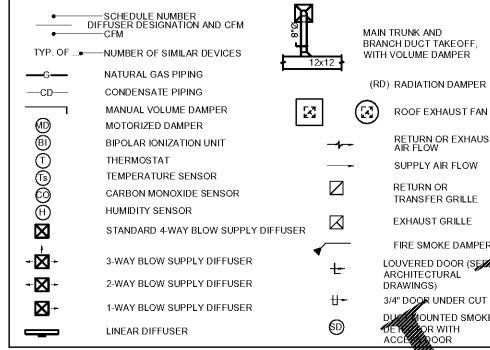 SCHEDULE NUMBER
DIFFUSER DESIGNATION AND CFM
CFM
TYP. OF ... NUMBER OF SIMILAR DEVICES
G NATURAL GAS PIPING
CD CONDENSATE PIPING
MANUAL VOLUME DAMPER
MD MOTORIZED DAMPER
BI BIPOLAR IONIZATION UNIT
T THERMOSTAT
Ts TEMPERATURE SENSOR
CO CARBON MONOXIDE SENSOR
H HUMIDITY SENSOR
STANDARD 4-WAY BLOW SUPPLY DIFFUSER
3-WAY BLOW SUPPLY DIFFUSER
2-WAY BLOW SUPPLY DIFFUSER
1-WAY BLOW SUPPLY DIFFUSER
LINEAR DIFFUSER
8"Ø
12x12
MAIN TRUNK AND
BRANCH DUCT TAKEOFF,
WITH VOLUME DAMPER
(RD) RADIATION DAMPER
ROOF EXHAUST FAN
RETURN OR EXHAUS
AIR FLOW
SUPPLY AIR FLOW
RETURN OR
TRANSFER GRILLE
EXHAUST GRILLE
FIRE SMOKE DAMPER
LOUVERED DOOR (SEE
ARCHITECTURAL
DRAWINGS)
3/4" DOOR UNDER CUT
SD MOUNTED SMOKE
WITH
DOOR